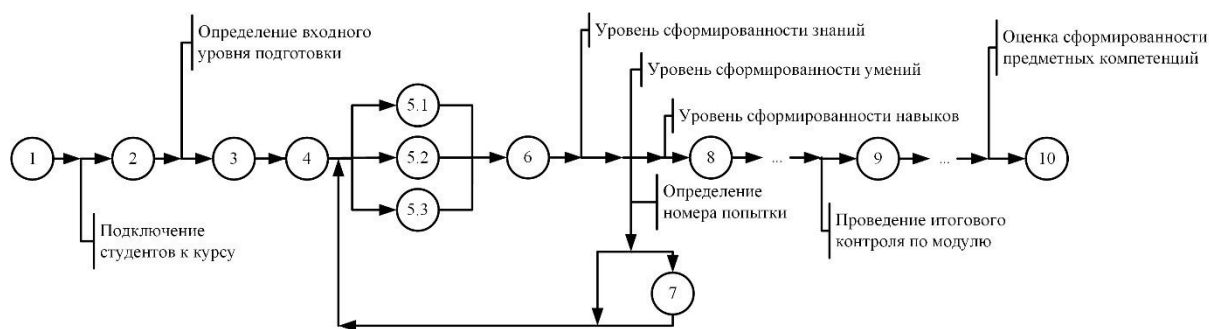 Определение входного
уровня подготовки
Уровень сформированности знаний
Уровень сформированности умений
Уровень сформированности навыков
Оценка сформированности
предметных компетенций
1
2
3
4
5.1
5.2
5.3
6
8
...
9
...
10
Подключение
студентов к курсу
Определение
номера попытки
Проведение итогового
контроля по модулю
7